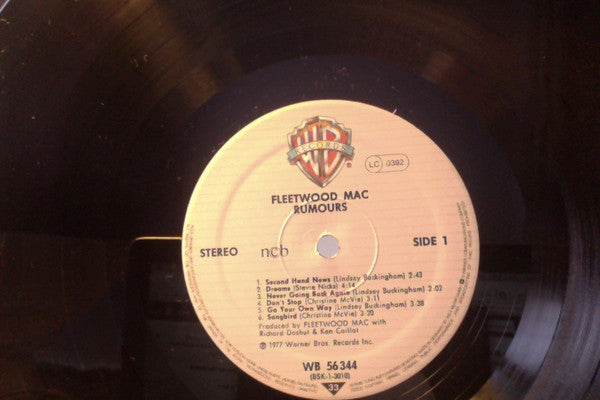 WB
RECORDS
®
LC 0392
FLEETWOOD MAC
RUMOURS
STEREO ncb SIDE 1
1. Second Hand News (Lindsey Buckingham) 2:43
2. Dreams (Stevie Nicks) 4:14
3. Never Going Back Again (Lindsey Buckingham) 2:02
4. Don't Stop (Christine McVie) 3:11
5. Go Your Own Way (Lindsey Buckingham) 3:38
6. Songbird (Christine McVie) 3:20
Produced by FLEETWOOD MAC with
Richard Dashut & Ken Caillat
℗ 1977 Warner Bros. Records Inc.
WB 56 344
(BSK-1-3010)
33